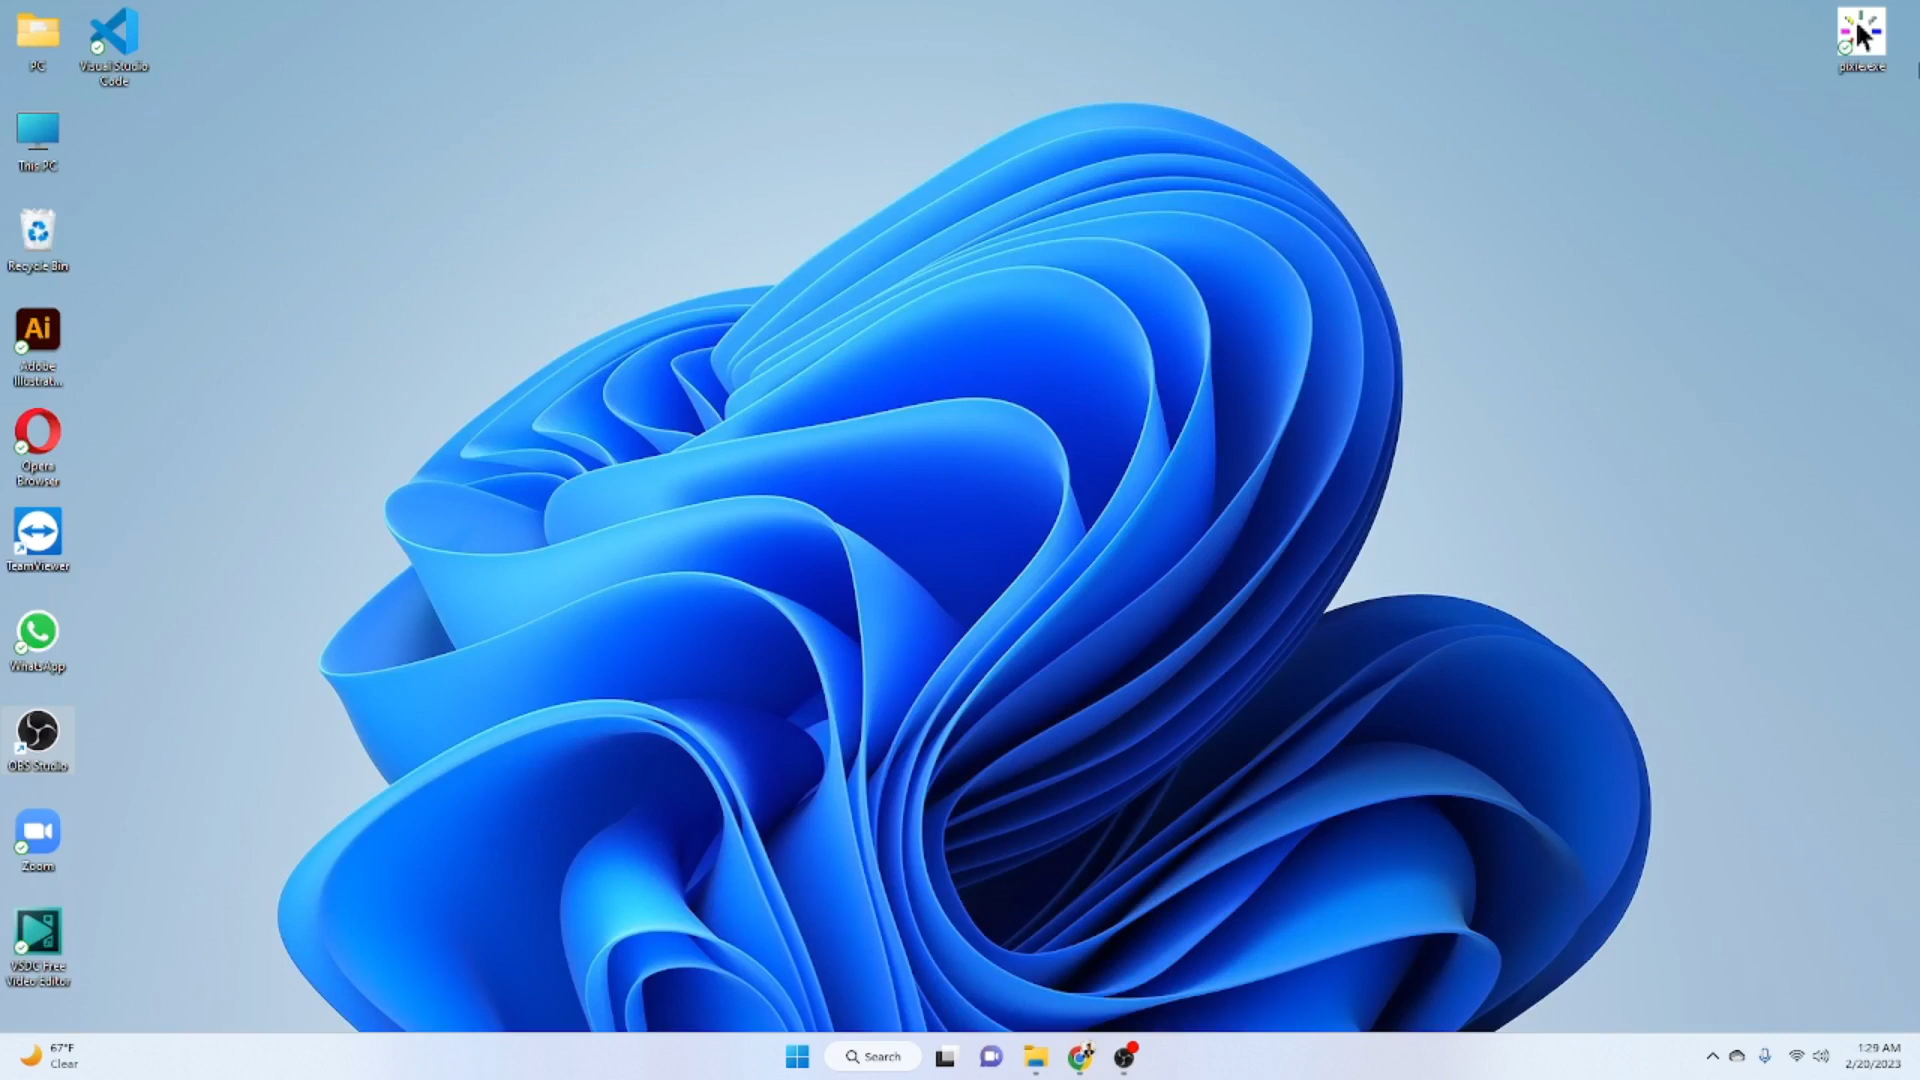 PC
Visual Studio
Code
This PC
Recycle Bin
Ai
Adobe
Illustrat...
Opera
Browser
TeamViewer
WhatsApp
OBS Studio
Zoom
VSDC Free
Video Editor
pixie.exe
67°F
Clear
Search
1:29 AM
2/20/2023